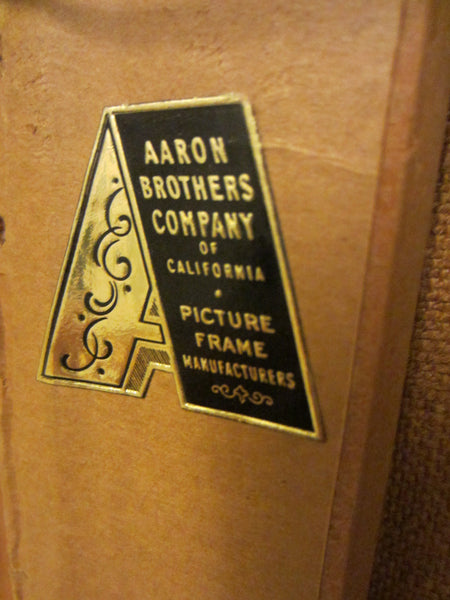 AARON
BROTHERS
COMPANY
OF
CALIFORNIA
PICTURE
FRAME
MANUFACTURERS